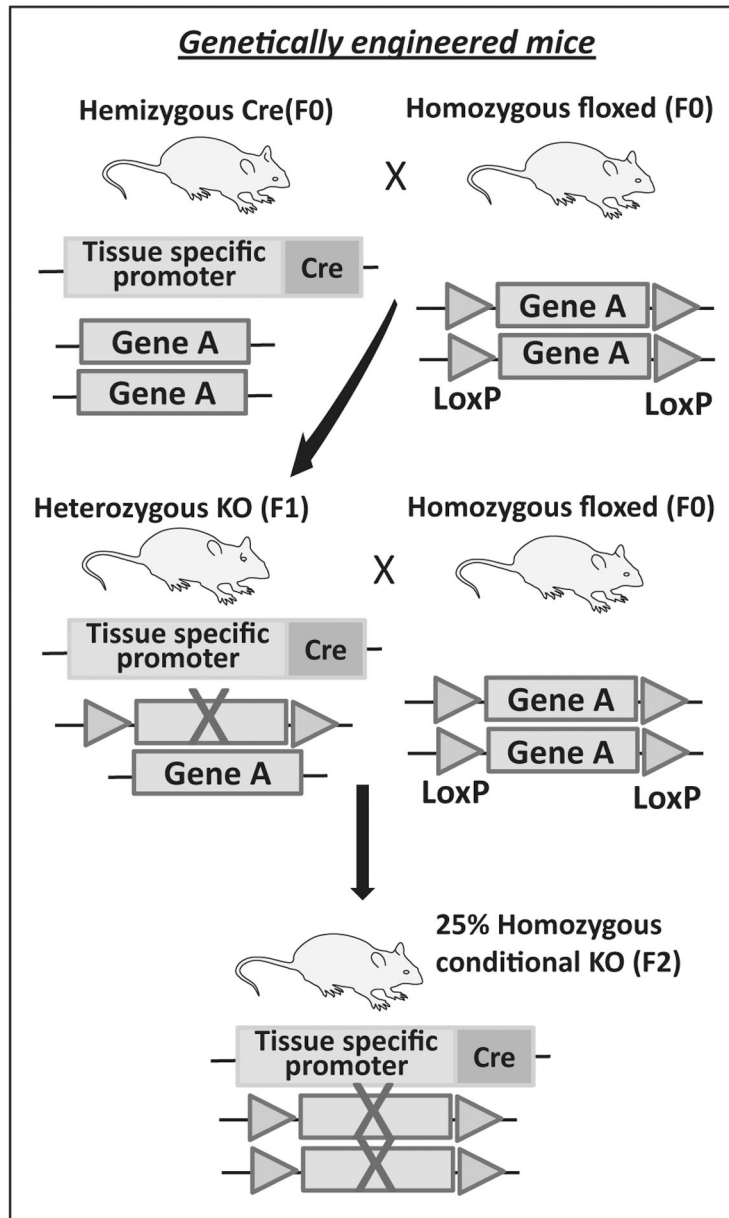 Genetically engineered mice
Hemizygous Cre(F0)
Homozygous floxed (F0)
X
Tissue specific
promoter
Cre
Gene A
Gene A
Gene A
Gene A
LoxP
LoxP
Heterozygous KO (F1)
Homozygous floxed (F0)
X
Tissue specific
promoter
Cre
Gene A
Gene A
Gene A
LoxP
LoxP
25% Homozygous
conditional KO (F2)
Tissue specific
promoter
Cre